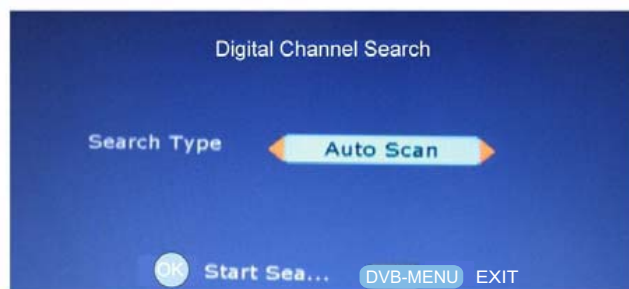 Digital Channel Search
Search Type Auto Scan
OK Start Sea... DVB-MENU EXIT